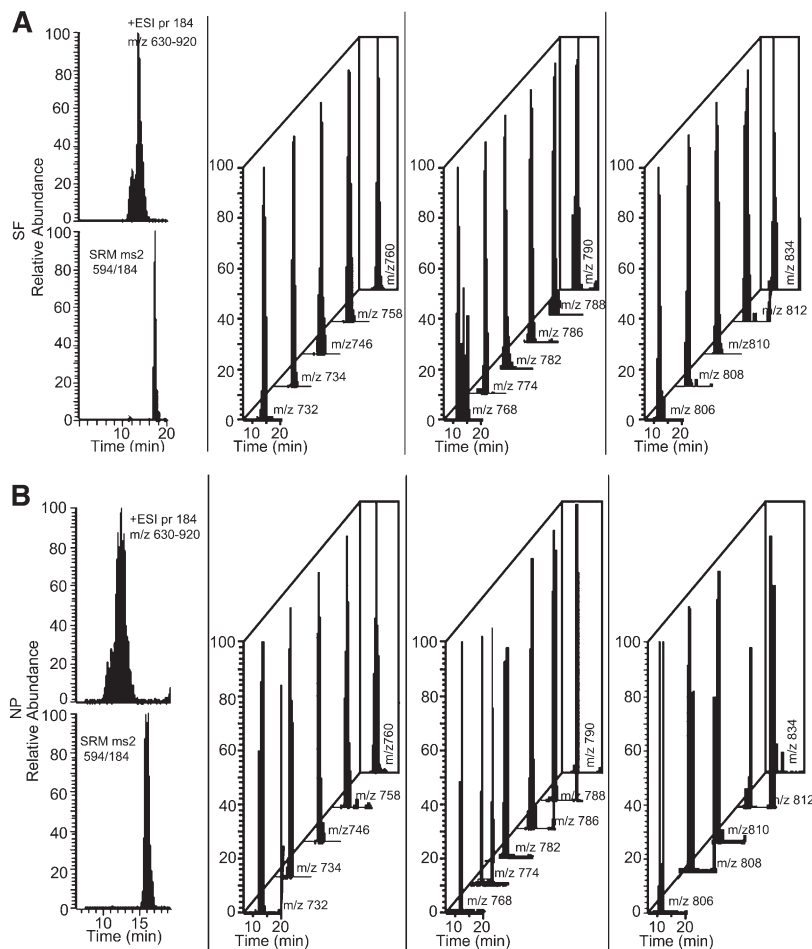 A
+ESI pr 184
m/z 630-920
100
80
60
40
20
0
SRM ms2
594/184
100
80
60
40
20
0
10 20
Time (min)
SF
Relative Abundance
100
80
60
40
20
0
m/z760
m/z 758
m/z746
m/z 734
m/z 732
10 20
Time (min)
100
80
60
40
20
0
m/z 790
m/z 788
m/z 786
m/z 782
m/z 774
m/z 768
10 20
Time (min)
100
80
60
40
20
0
m/z 834
m/z 812
m/z810
m/z 808
m/z 806
10 20
Time (min)
B
+ESI pr 184
m/z 630-920
100
80
60
40
20
0
SRM ms2
594/184
100
80
60
40
20
0
10 15
Time (min)
NP
Relative Abundance
100
80
60
40
20
0
m/z760
m/z 758
m/z746
m/z 734
m/z 732
10 20
Time (min)
100
80
60
40
20
0
m/z 790
m/z 788
m/z 786
m/z 782
m/z 774
m/z 768
10 20
Time (min)
100
80
60
40
20
0
m/z 834
m/z 812
m/z810
m/z 808
m/z 806
10 20
Time (min)